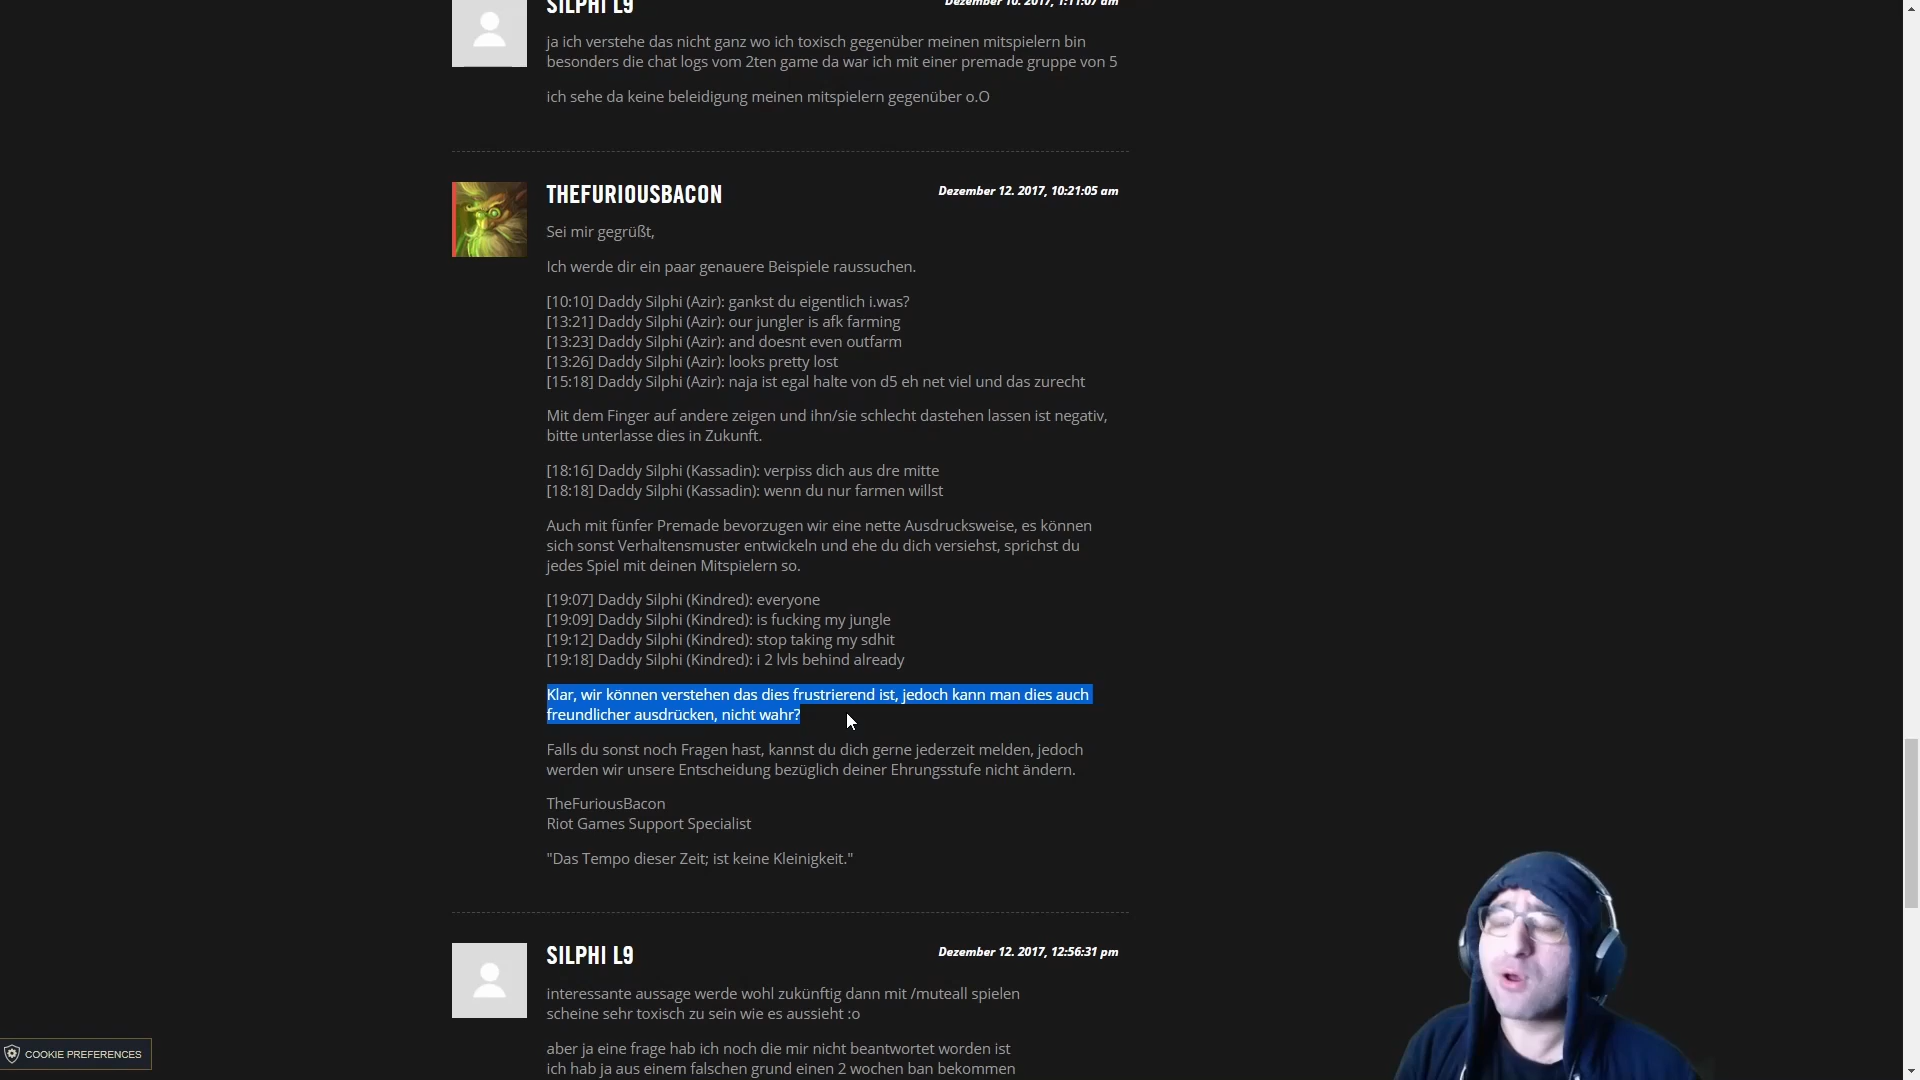 SILPHI L9
Dezember 10. 2017, 1:11:07 am
ja ich verstehe das nicht ganz wo ich toxisch gegenüber meinen mitspielern bin
besonders die chat logs vom 2ten game da war ich mit einer premade gruppe von 5
ich sehe da keine beleidigung meinen mitspielern gegenüber o.O
THEFURIOUSBACON
Dezember 12. 2017, 10:21:05 am
Sei mir gegrüßt,
Ich werde dir ein paar genauere Beispiele raussuchen.
[10:10] Daddy Silphi (Azir): gankst du eigentlich i.was?
[13:21] Daddy Silphi (Azir): our jungler is afk farming
[13:23] Daddy Silphi (Azir): and doesnt even outfarm
[13:26] Daddy Silphi (Azir): looks pretty lost
[15:18] Daddy Silphi (Azir): naja ist egal halte von d5 eh net viel und das zurecht
Mit dem Finger auf andere zeigen und ihn/sie schlecht dastehen lassen ist negativ,
bitte unterlasse dies in Zukunft.
[18:16] Daddy Silphi (Kassadin): verpiss dich aus dre mitte
[18:18] Daddy Silphi (Kassadin): wenn du nur farmen willst
Auch mit fünfer Premade bevorzugen wir eine nette Ausdrucksweise, es können
sich sonst Verhaltensmuster entwickeln und ehe du dich versiehst, sprichst du
jedes Spiel mit deinen Mitspielern so.
[19:07] Daddy Silphi (Kindred): everyone
[19:09] Daddy Silphi (Kindred): is fucking my jungle
[19:12] Daddy Silphi (Kindred): stop taking my sdhit
[19:18] Daddy Silphi (Kindred): i 2 lvls behind already
Klar, wir können verstehen das dies frustrierend ist, jedoch kann man dies auch
freundlicher ausdrücken, nicht wahr?
Falls du sonst noch Fragen hast, kannst du dich gerne jederzeit melden, jedoch
werden wir unsere Entscheidung bezüglich deiner Ehrungsstufe nicht ändern.
TheFuriousBacon
Riot Games Support Specialist
"Das Tempo dieser Zeit; ist keine Kleinigkeit."
SILPHI L9
Dezember 12. 2017, 12:56:31 pm
interessante aussage werde wohl zukünftig dann mit /muteall spielen
scheine sehr toxisch zu sein wie es aussieht :o
aber ja eine frage hab ich noch die mir nicht beantwortet worden ist
ich hab ja aus einem falschen grund einen 2 wochen ban bekommen
COOKIE PREFERENCES